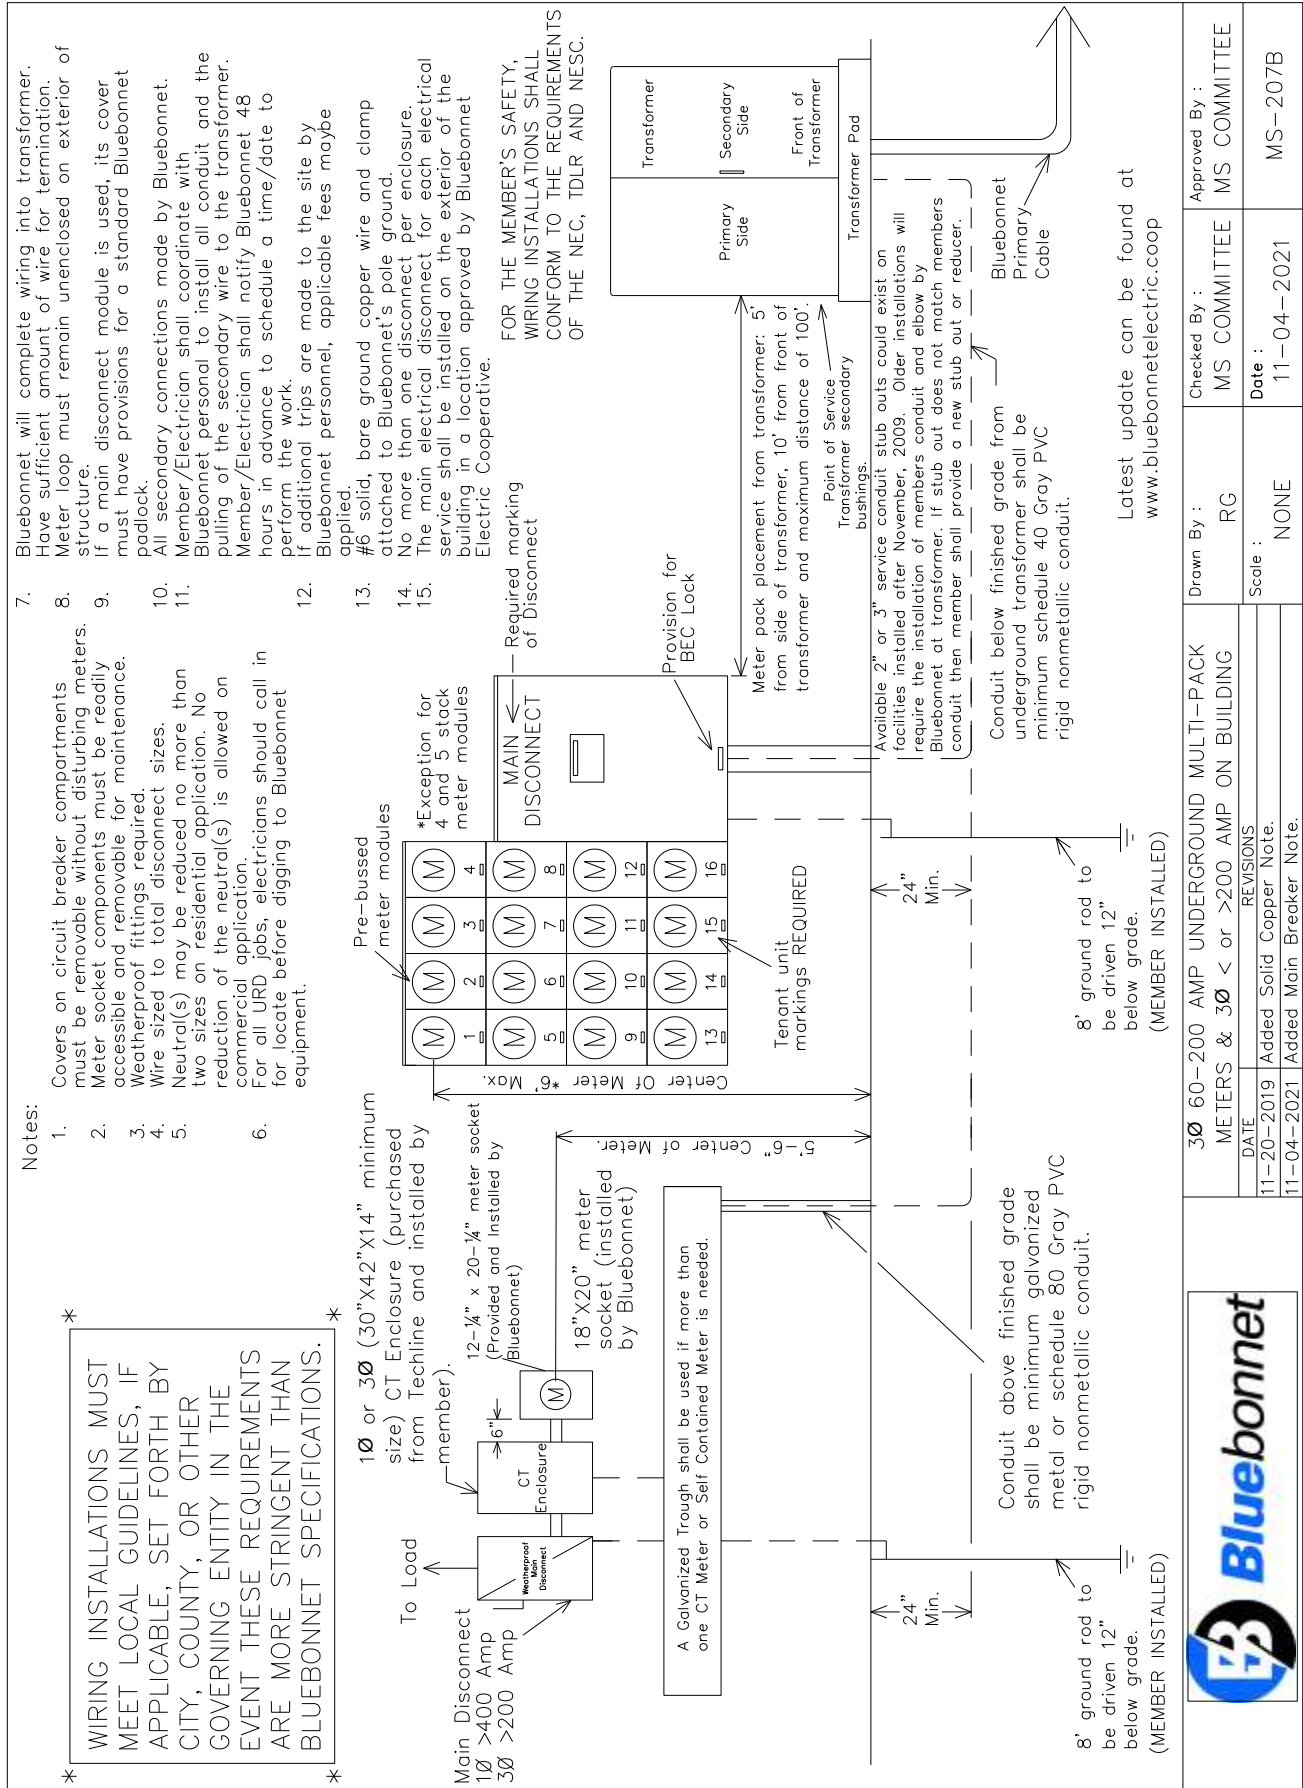 WIRING INSTALLATIONS MUST
MEET LOCAL GUIDELINES, IF
APPLICABLE, SET FORTH BY
CITY, COUNTY, OR OTHER
GOVERNING ENTITY IN THE
EVENT THESE REQUIREMENTS
ARE MORE STRINGENT THAN
BLUEBONNET SPECIFICATIONS.
* * * *
Notes:
1. Covers on circuit breaker compartments
must be removable without disturbing meters.
2. Meter socket components must be readily
accessible and removable for maintenance.
3. Weatherproof fittings required.
4. Wire sized to total disconnect sizes.
5. Neutral(s) may be reduced no more than
two sizes on residential application. No
reduction of the neutral(s) is allowed on
commercial application.
6. For all URD jobs, electricians should call in
for locate before digging to Bluebonnet
equipment.
7. Bluebonnet will complete wiring into transformer.
Have sufficient amount of wire for termination.
8. Meter loop must remain unenclosed on exterior of
structure.
9. If a main disconnect module is used, its cover
must have provisions for a standard Bluebonnet
padlock.
10. All secondary connections made by Bluebonnet.
11. Member/Electrician shall coordinate with
Bluebonnet personal to install all conduit and the
pulling of the secondary wire to the transformer.
Member/Electrician shall notify Bluebonnet 48
hours in advance to schedule a time/date to
perform the work.
12. If additional trips are made to the site by
Bluebonnet personnel, applicable fees maybe
applied.
13. #6 solid, bare ground copper wire and clamp
attached to Bluebonnet's pole ground.
14. No more than one disconnect per enclosure.
15. The main electrical disconnect for each electrical
service shall be installed on the exterior of the
building in a location approved by Bluebonnet
Electric Cooperative.
FOR THE MEMBER'S SAFETY,
WIRING INSTALLATIONS SHALL
CONFORM TO THE REQUIREMENTS
OF THE NEC, TDLR AND NESC.
To Load
Main Disconnect
1Ø >400 Amp
3Ø >200 Amp
Weatherproof
Main
Disconnect
CT
Enclosure
6"
M
1Ø or 3Ø (30"X42"X14" minimum
size) CT Enclosure (purchased
from Techline and installed by
member).
12-¼" x 20-¼" meter socket
(Provided and Installed by
Bluebonnet)
18"X20" meter
socket (installed
by Bluebonnet)
A Galvanized Trough shall be used if more than
one CT Meter or Self Contained Meter is needed.
5'-6" Center of Meter.
Center Of Meter *6' Max.
Pre-bussed
meter modules
M M M M
1 2 3 4
M M M M
5 6 7 8
M M M M
9 10 11 12
M M M M
13 14 15 16
*Exception for
4 and 5 stack
meter modules
MAIN
DISCONNECT
Required marking
of Disconnect
Provision for
BEC Lock
Tenant unit
markings REQUIRED
Meter pack placement from transformer: 5'
from side of transformer, 10' from front of
transformer and maximum distance of 100'.
Point of Service
Transformer secondary
bushings.
Transformer
Primary
Side
Secondary
Side
Front of
Transformer
Transformer Pad
Available 2" or 3" service conduit stub outs could exist on
facilities installed after November, 2009. Older installations will
require the installation of members conduit and elbow by
Bluebonnet at transformer. If stub out does not match members
conduit then member shall provide a new stub out or reducer.
Bluebonnet
Primary
Cable
24"
Min.
24"
Min.
Conduit above finished grade
shall be minimum galvanized
metal or schedule 80 Gray PVC
rigid nonmetallic conduit.
Conduit below finished grade from
underground transformer shall be
minimum schedule 40 Gray PVC
rigid nonmetallic conduit.
8' ground rod to
be driven 12"
below grade.
(MEMBER INSTALLED)
8' ground rod to
be driven 12"
below grade.
(MEMBER INSTALLED)
Latest update can be found at
www.bluebonnetelectric.coop
B Bluebonnet
3Ø 60-200 AMP UNDERGROUND MULTI-PACK
METERS & 3Ø < or >200 AMP ON BUILDING
DATE REVISIONS
11-20-2019 Added Solid Copper Note.
11-04-2021 Added Main Breaker Note.
Drawn By :
RG
Checked By :
MS COMMITTEE
Approved By :
MS COMMITTEE
Scale :
NONE
Date :
11-04-2021
MS-207B